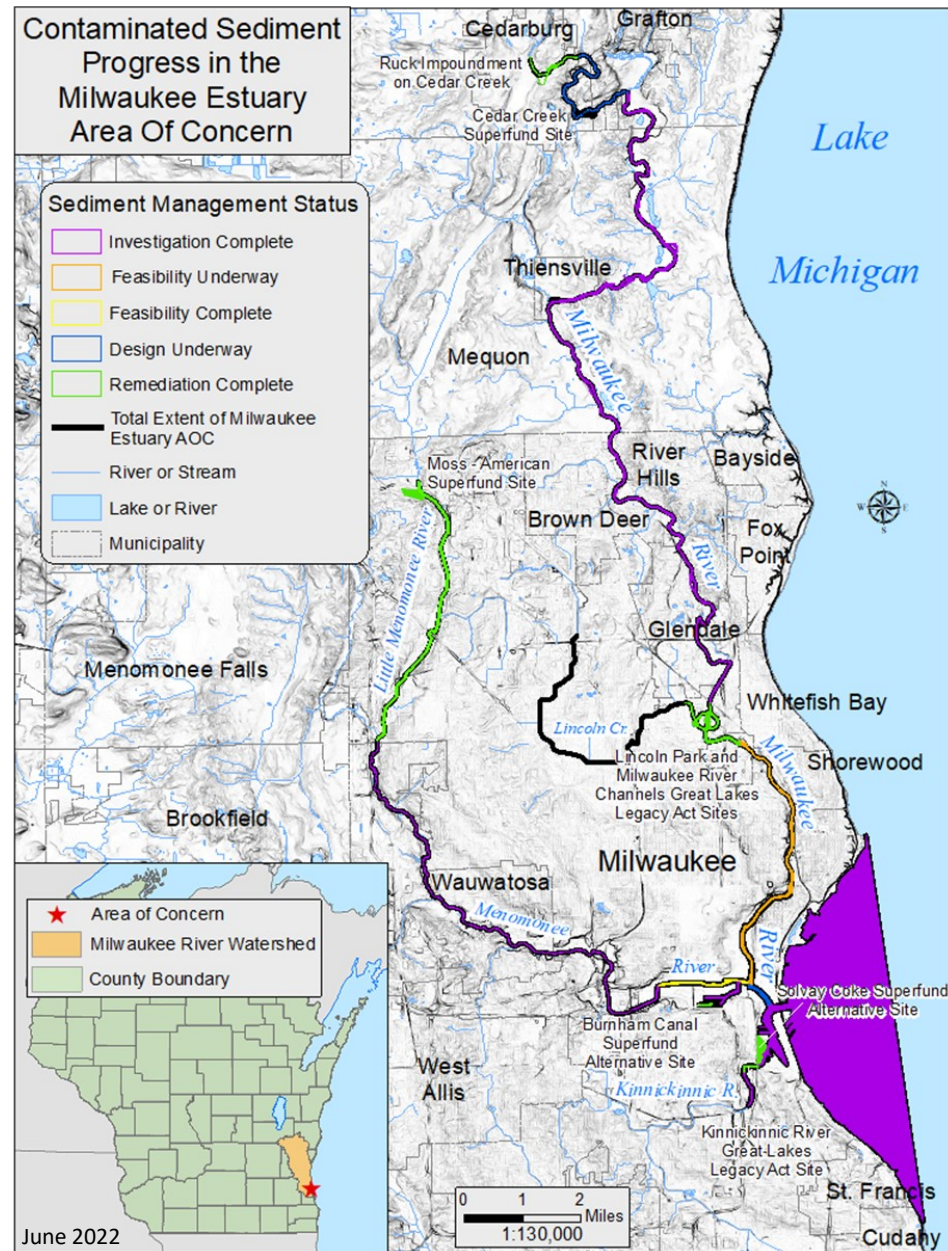 Contaminated Sediment
Progress in the
Milwaukee Estuary
Area Of Concern
Sediment Management Status
Investigation Complete
Feasibility Underway
Feasibility Complete
Design Underway
Remediation Complete
Total Extent of Milwaukee
Estuary AOC
River or Stream
Lake or River
Municipality
Cedarburg
Grafton
Ruck Impoundment
on Cedar Creek
Cedar Creek
Superfund Site
Lake
Michigan
Thiensville
Milwaukee
Mequon
River
Hills
Bayside
Moss - American
Superfund Site
Brown Deer
Fox
Point
N
W
E
S
River
Little Menomonee River
Glendale
Menomonee Falls
Whitefish Bay
Lincoln Cr.
Milwaukee
Shorewood
Lincoln Park and
Milwaukee River
Channels Great Lakes
Legacy Act Sites
Brookfield
Milwaukee
Wauwatosa
Menomonee
River
River
Solvay Coke Superfund
Alternative Site
Burnham Canal
Superfund
Alternative Site
West
Allis
Kinnickinnic R.
Kinnickinnic River
Great-Lakes
Legacy Act Site
St. Francis
Cudahy
Area of Concern
Milwaukee River Watershed
County Boundary
0 1 2
Miles
1:130,000
June 2022